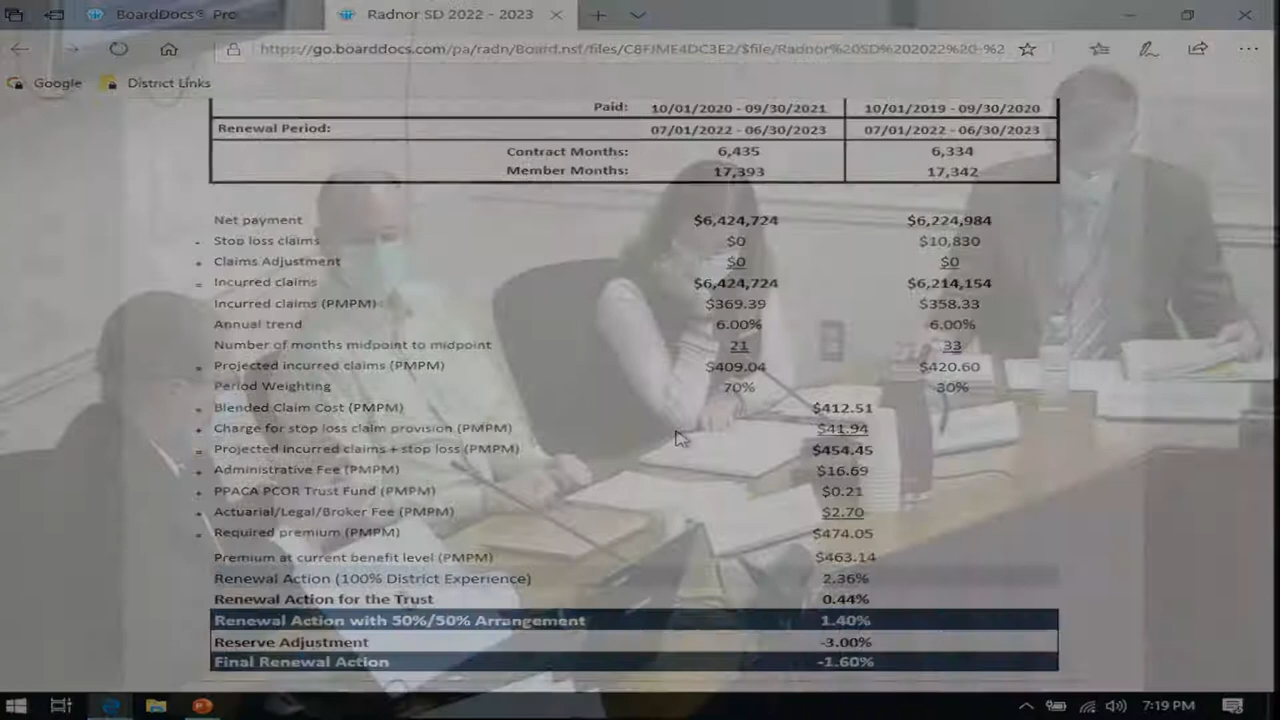 BoardDocs® Pro
Radnor SD 2022 - 2023
https://go.boarddocs.com/pa/radn/Board.nsf/files/C8FJME4DC3E2/$file/Radnor%20SD%202022%20-%2
Google District Links
Paid: 10/01/2020 - 09/30/2021 10/01/2019 - 09/30/2020
Renewal Period: 07/01/2022 - 06/30/2023 07/01/2022 - 06/30/2023
Contract Months: 6,435 6,334
Member Months: 17,393 17,342
Net payment $6,424,724 $6,224,984
- Stop loss claims $0 $10,830
+ Claims Adjustment $0 $0
= Incurred claims $6,424,724 $6,214,154
Incurred claims (PMPM) $369.39 $358.33
Annual trend 6.00% 6.00%
Number of months midpoint to midpoint 21 33
+ Projected incurred claims (PMPM) $409.04 $420.60
Period Weighting 70% 30%
+ Blended Claim Cost (PMPM) $412.51
+ Charge for stop loss claim provision (PMPM) $41.94
= Projected incurred claims + stop loss (PMPM) $454.45
+ Administrative Fee (PMPM) $16.69
+ PPACA PCOR Trust Fund (PMPM) $0.21
+ Actuarial/Legal/Broker Fee (PMPM) $2.70
Required premium (PMPM) $474.05
Premium at current benefit level (PMPM) $463.14
Renewal Action (100% District Experience) 2.36%
Renewal Action for the Trust 0.44%
Renewal Action with 50%/50% Arrangement 1.40%
Reserve Adjustment -3.00%
Final Renewal Action -1.60%
7:19 PM